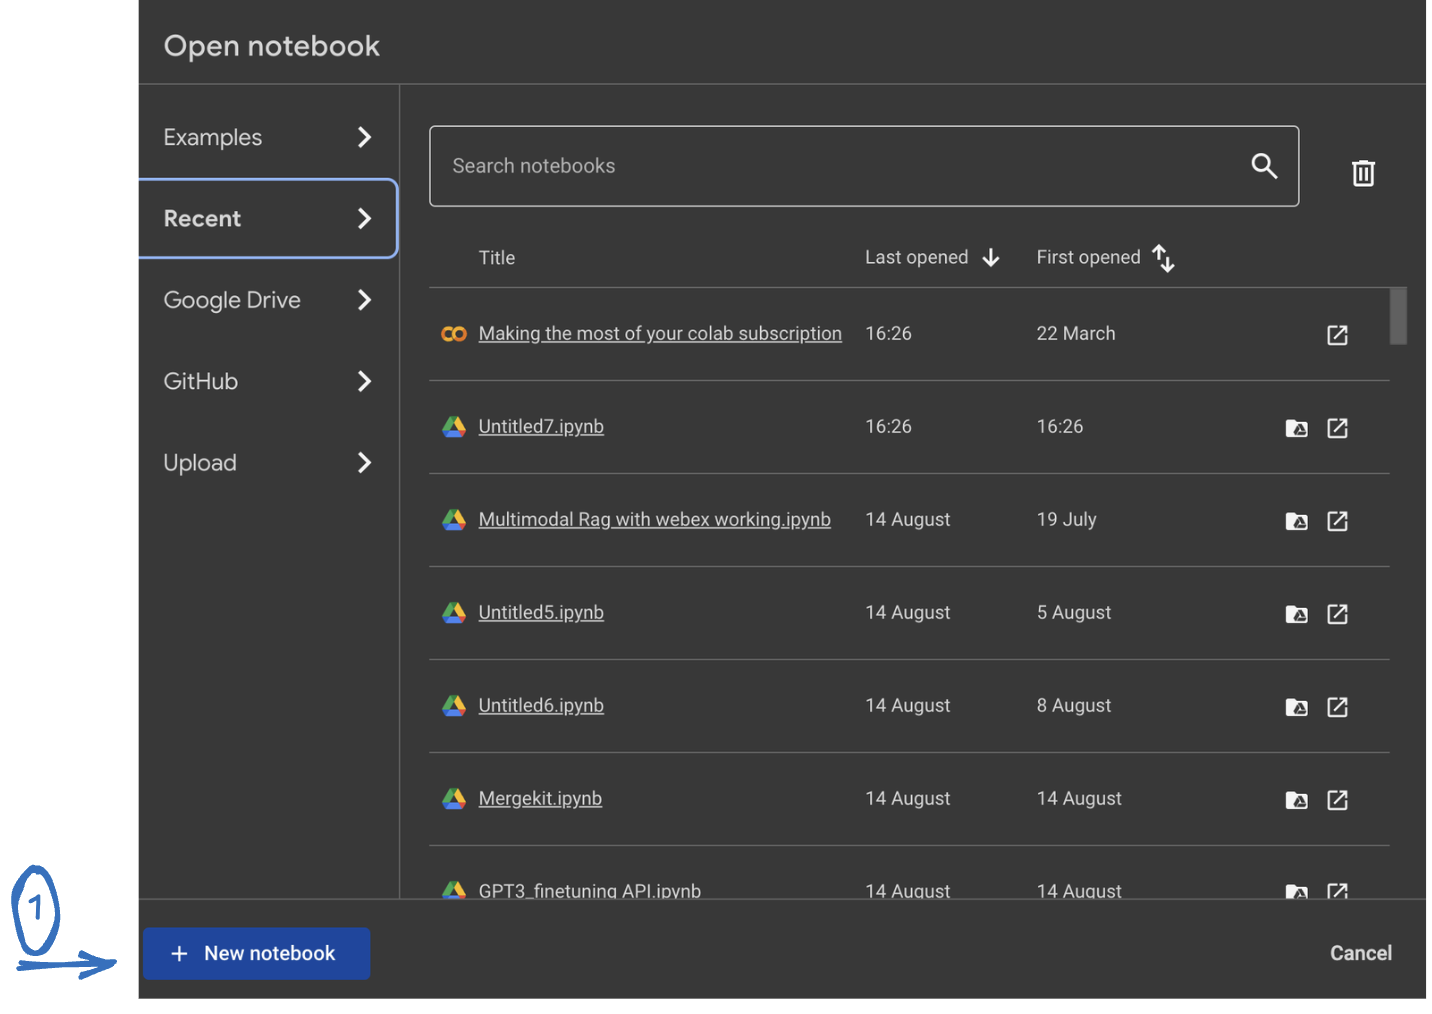 Open notebook
Examples
Recent
Google Drive
GitHub
Upload
Search notebooks
Title Last opened First opened
Making the most of your colab subscription 16:26 22 March
Untitled7.ipynb 16:26 16:26
Multimodal Rag with webex working.ipynb 14 August 19 July
Untitled5.ipynb 14 August 5 August
Untitled6.ipynb 14 August 8 August
Mergekit.ipynb 14 August 14 August
GPT3_finetuning API.ipynb 14 August 14 August
1
+ New notebook
Cancel